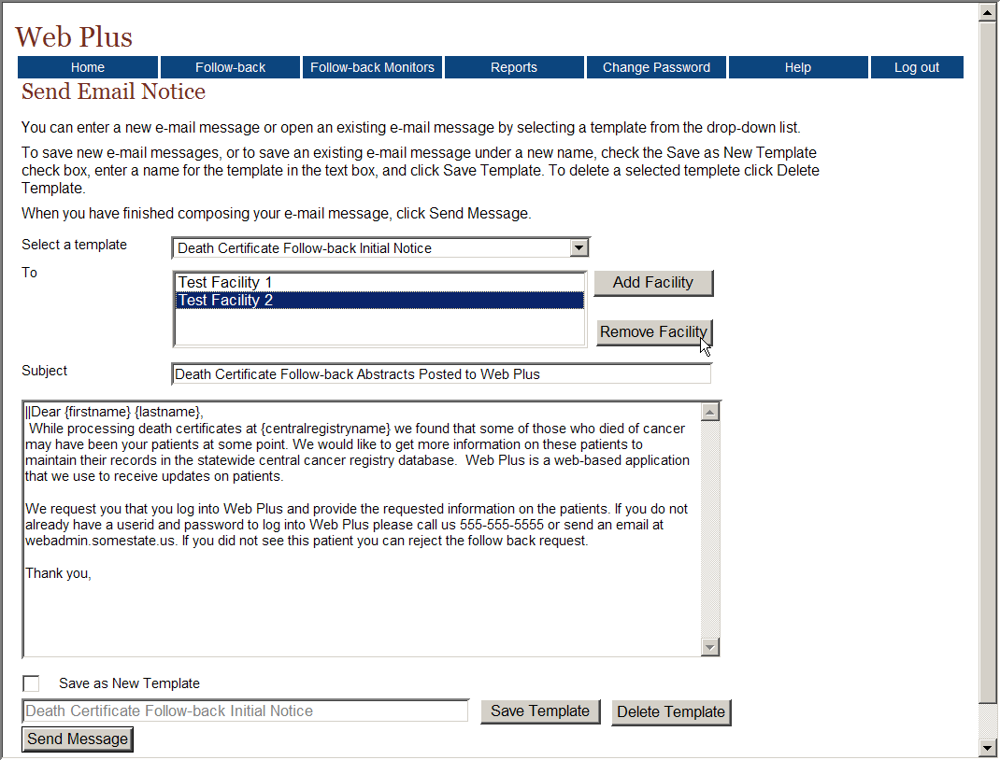 Web Plus
Home Follow-back Follow-back Monitors Reports Change Password Help Log out
Send Email Notice
You can enter a new e-mail message or open an existing e-mail message by selecting a template from the drop-down list.
To save new e-mail messages, or to save an existing e-mail message under a new name, check the Save as New Template
check box, enter a name for the template in the text box, and click Save Template. To delete a selected templete click Delete
Template.
When you have finished composing your e-mail message, click Send Message.
Select a template Death Certificate Follow-back Initial Notice
To
Test Facility 1 Add Facility
Test Facility 2
Remove Facility
Subject Death Certificate Follow-back Abstracts Posted to Web Plus
||Dear {firstname} {lastname},
While processing death certificates at {centralregistryname} we found that some of those who died of cancer
may have been your patients at some point. We would like to get more information on these patients to
maintain their records in the statewide central cancer registry database.  Web Plus is a web-based application
that we use to receive updates on patients.
We request you that you log into Web Plus and provide the requested information on the patients. If you do not
already have a userid and password to log into Web Plus please call us 555-555-5555 or send an email at
webadmin.somestate.us. If you did not see this patient you can reject the follow back request.
Thank you,
Save as New Template
Death Certificate Follow-back Initial Notice Save Template Delete Template
Send Message